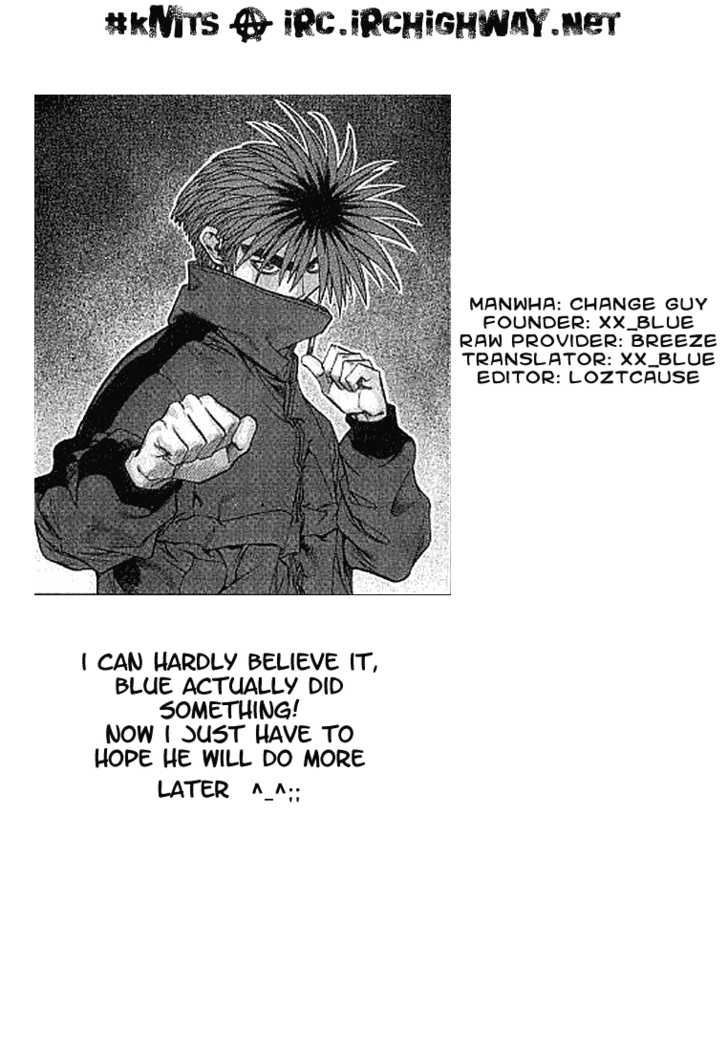 #KMTS @ IRC.IRCHIGHWAY.NET
MANWHA: CHANGE GUY
FOUNDER: XX_BLUE
RAW PROVIDER: BREEZE
TRANSLATOR: XX_BLUE
EDITOR: LOZTCAUSE
I CAN HARDLY BELIEVE IT,
BLUE ACTUALLY DID
SOMETHING!
NOW I JUST HAVE TO
HOPE HE WILL DO MORE
LATER ^_^;;